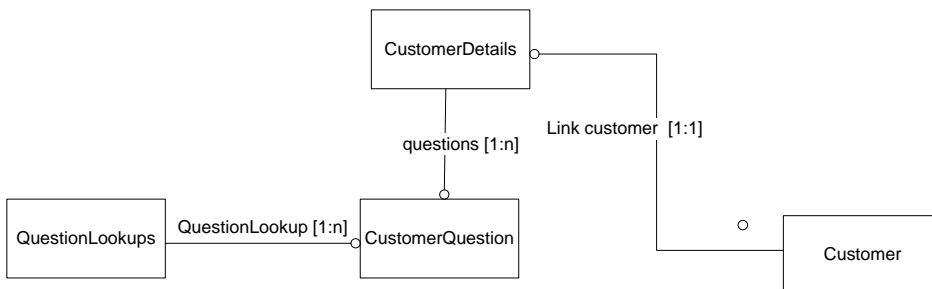 CustomerDetails
Link customer  [1:1]
questions [1:n]
QuestionLookup [1:n]
QuestionLookups
CustomerQuestion
Customer